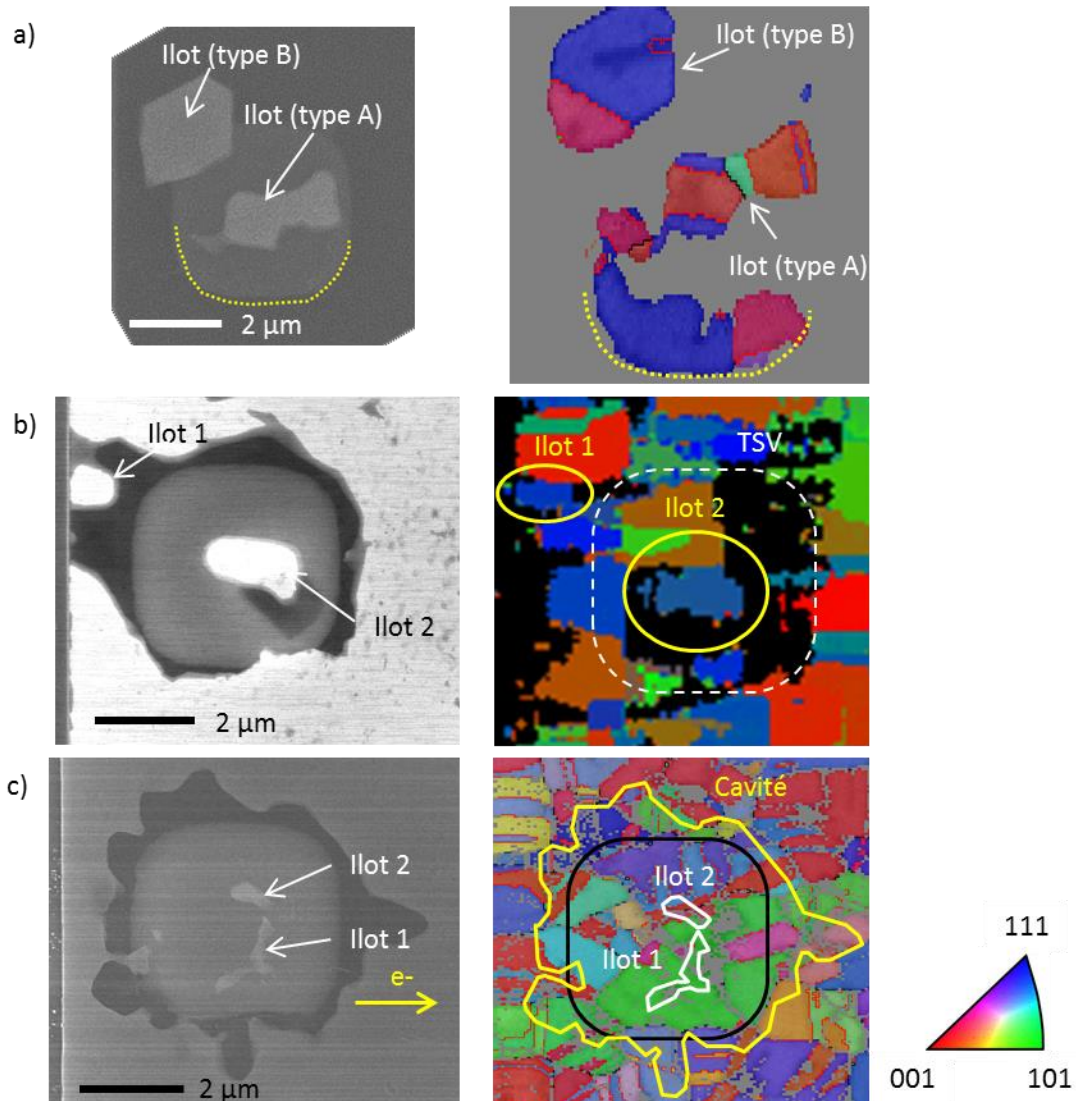 a)
Ilot (type B)
Ilot (type A)
2 µm
Ilot (type B)
Ilot (type A)
b)
Ilot 1
Ilot 2
2 µm
Ilot 1
TSV
Ilot 2
c)
Ilot 2
Ilot 1
e-
2 µm
Cavité
Ilot 2
Ilot 1
111
001
101